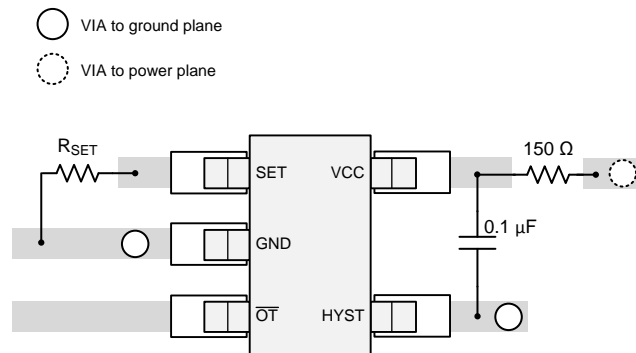 VIA to ground plane
VIA to power plane
RSET
150 Ω
SET
VCC
0.1 µF
GND
OT
HYST